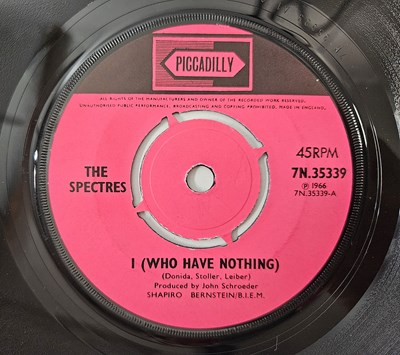 PICCADILLY
(ALL RIGHTS OF THE MANUFACTURERS AND OWNER OF THE RECORDED WORK RESERVED.
UNAUTHORISED PUBLIC PERFORMANCE, BROADCASTING AND COPYING PROHIBITED. MADE IN ENGLAND.
THE
SPECTRES
45RPM
7N.35339
Ⓟ 1966
7N.35339-A
I (WHO HAVE NOTHING)
(Donida, Stoller, Leiber)
Produced by John Schroeder
SHAPIRO BERNSTEIN/B.I.E.M.